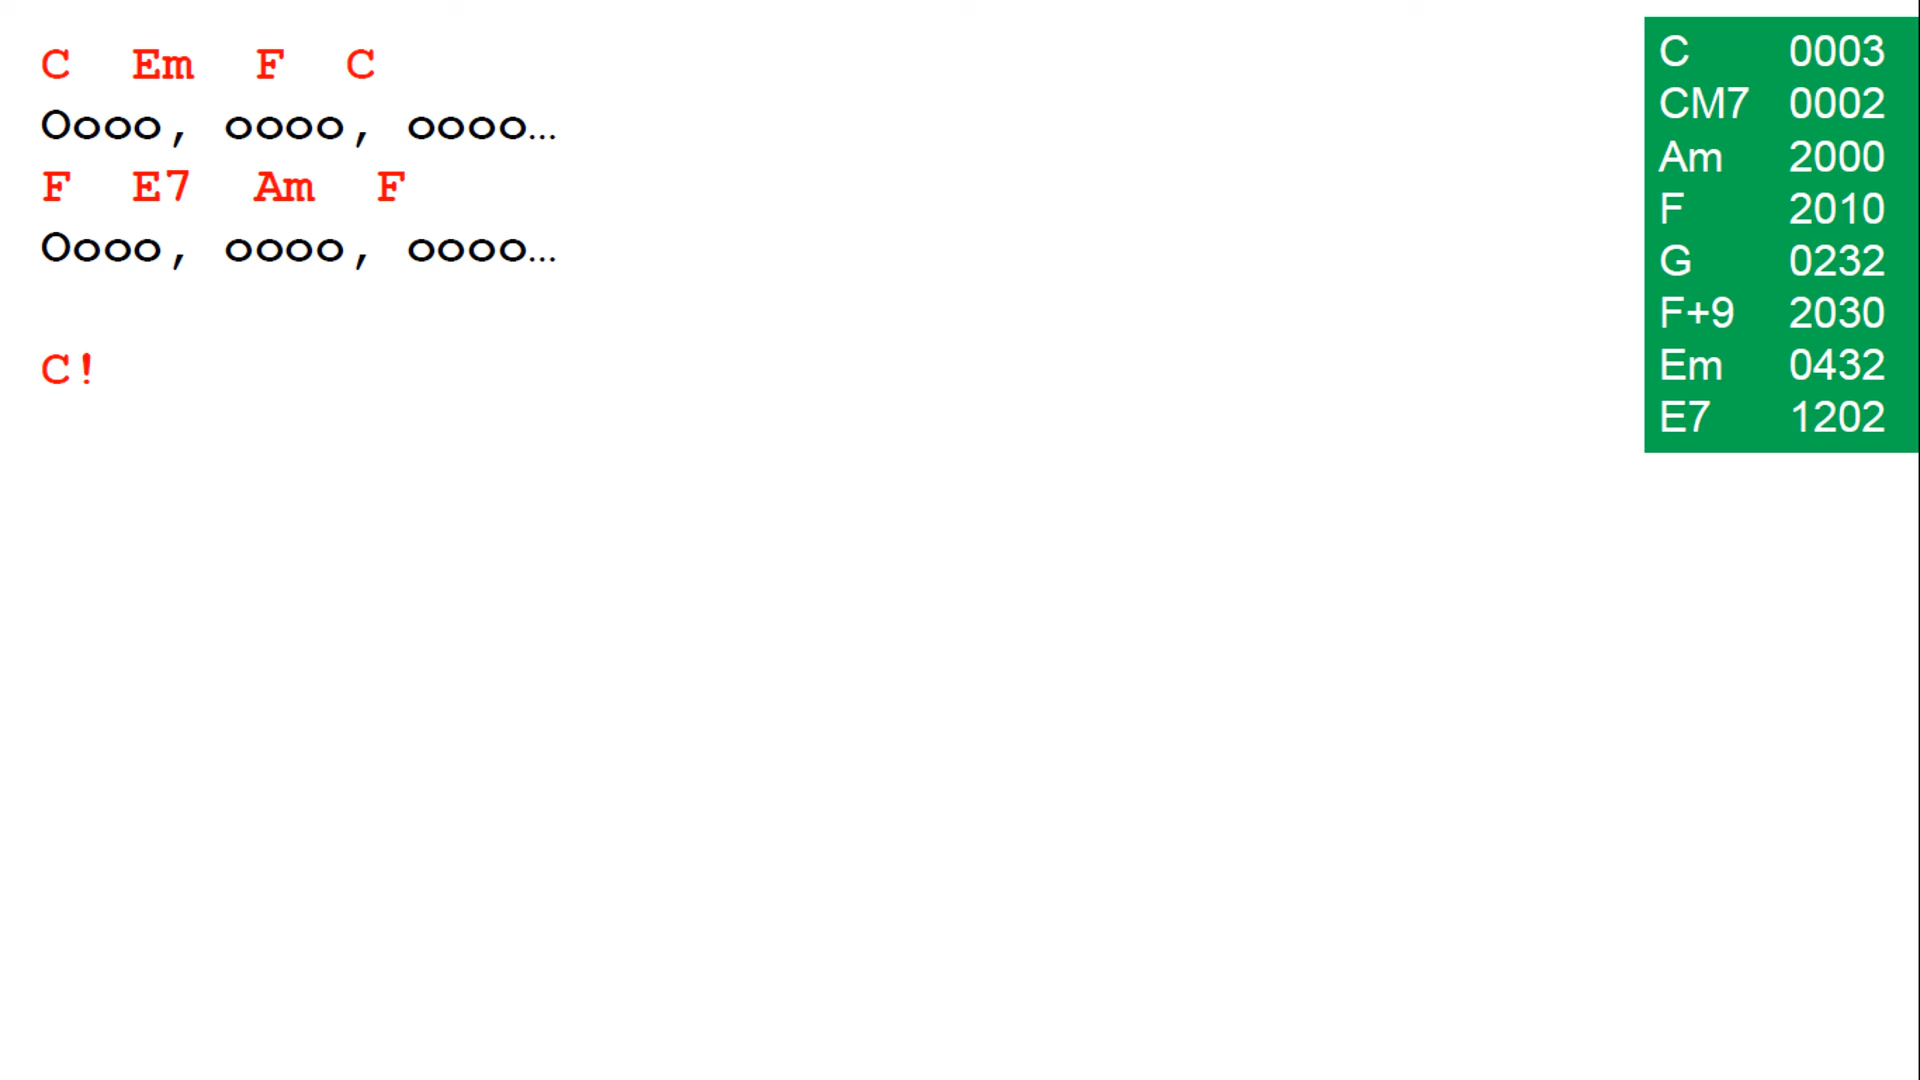 C  Em  F  C
Oooo, oooo, oooo…
F  E7  Am  F
Oooo, oooo, oooo…
C!
C 0003
CM7 0002
Am 2000
F 2010
G 0232
F+9 2030
Em 0432
E7 1202